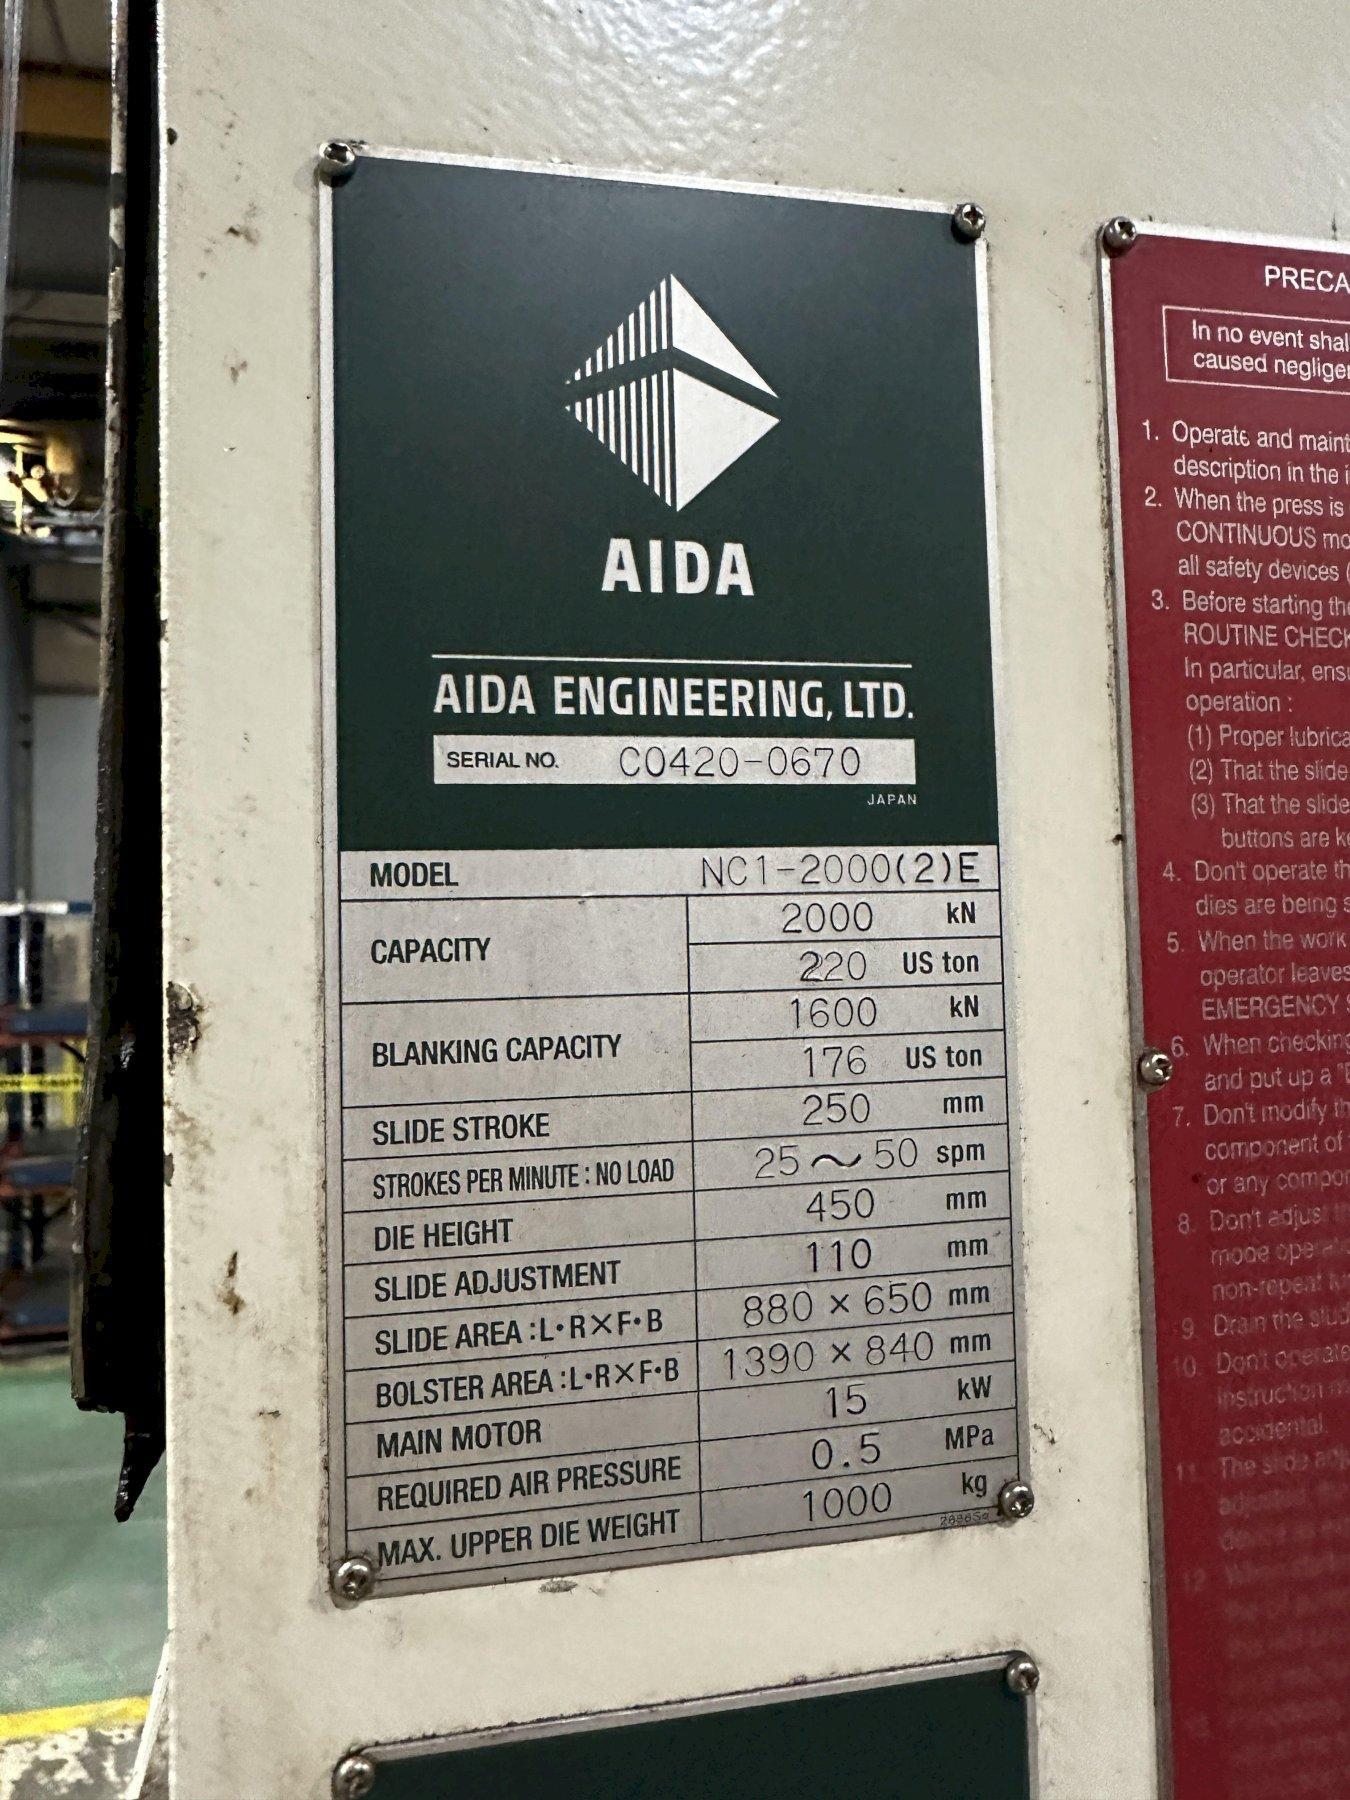 AIDA
AIDA ENGINEERING, LTD.
SERIAL NO. C0420-0670
JAPAN
MODEL NC1-2000(2)E
CAPACITY 2000 kN
220 US ton
BLANKING CAPACITY 1600 kN
176 US ton
SLIDE STROKE 250 mm
STROKES PER MINUTE : NO LOAD 25～50 spm
DIE HEIGHT 450 mm
SLIDE ADJUSTMENT 110 mm
SLIDE AREA :L•R×F•B 880 × 650 mm
BOLSTER AREA :L•R×F•B 1390 × 840 mm
MAIN MOTOR 15 kW
REQUIRED AIR PRESSURE 0.5 MPa
MAX. UPPER DIE WEIGHT 1000 kg
PRECA
In no event shal
caused neglige
1. Operate and maint
description in the i
2. When the press is
CONTINUOUS mo
all safety devices (
3. Before starting the
ROUTINE CHECK
In particular, ensu
operation :
(1) Proper lubrica
(2) That the slide
(3) That the slide
buttons are ke
4. Don't operate th
dies are being s
5. When the work
operator leaves
EMERGENCY S
6. When checking
and put up a "
7. Don't modify th
component of
or any compo
8. Don't adjust
mode operat
non-repeat
9. Drain the
10. Don't operate
instruction
accidental.
11. The slide